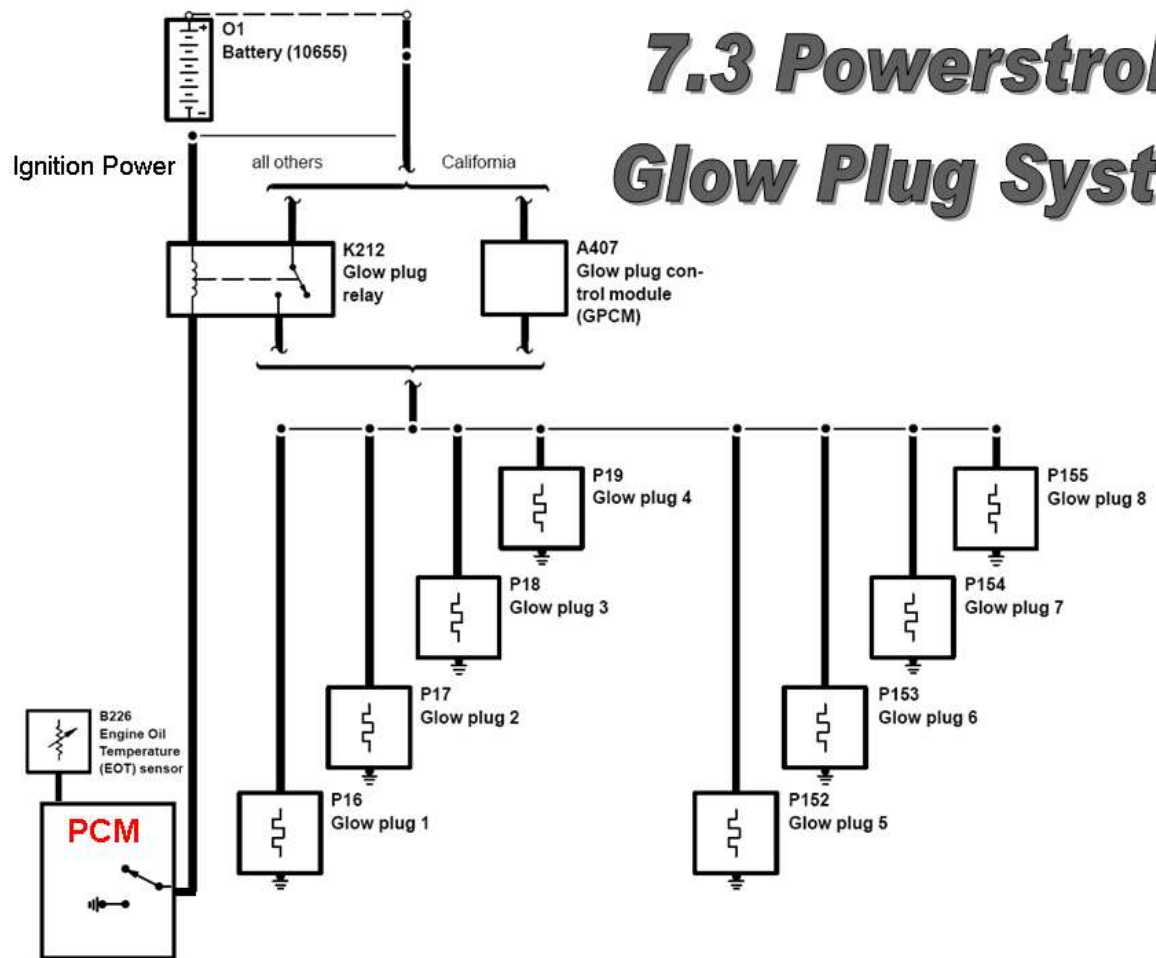 7.3 Powerstrol
Glow Plug Syst
O1
Battery (10655)
+
-
Ignition Power
all others
California
K212
Glow plug
relay
A407
Glow plug con-
trol module
(GPCM)
P19
Glow plug 4
P155
Glow plug 8
P18
Glow plug 3
P154
Glow plug 7
P17
Glow plug 2
P153
Glow plug 6
B226
Engine Oil
Temperature
(EOT) sensor
P16
Glow plug 1
P152
Glow plug 5
PCM